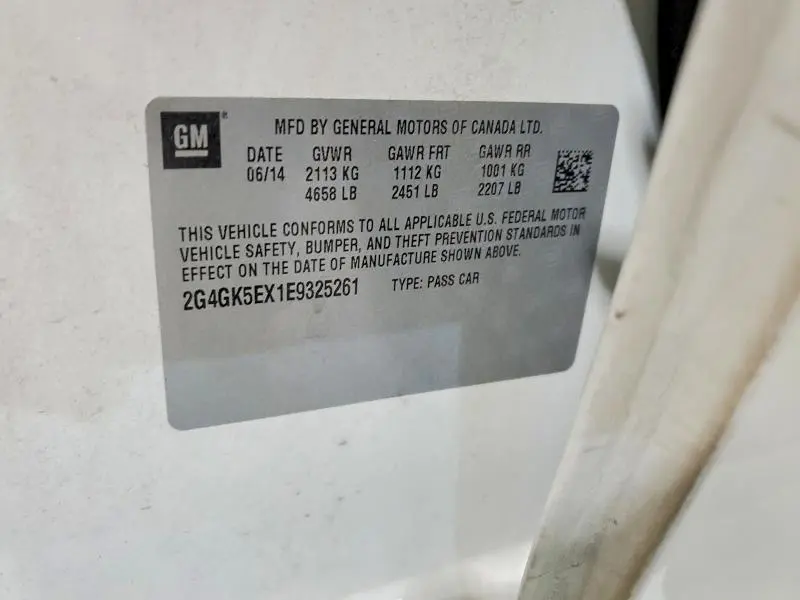 GM ®
MFD BY GENERAL MOTORS OF CANADA LTD.
DATE GVWR GAWR FRT GAWR RR
06/14 2113 KG 1112 KG 1001 KG
4658 LB 2451 LB 2207 LB
THIS VEHICLE CONFORMS TO ALL APPLICABLE U.S. FEDERAL MOTOR
VEHICLE SAFETY, BUMPER, AND THEFT PREVENTION STANDARDS IN
EFFECT ON THE DATE OF MANUFACTURE SHOWN ABOVE.
2G4GK5EX1E9325261 TYPE: PASS CAR